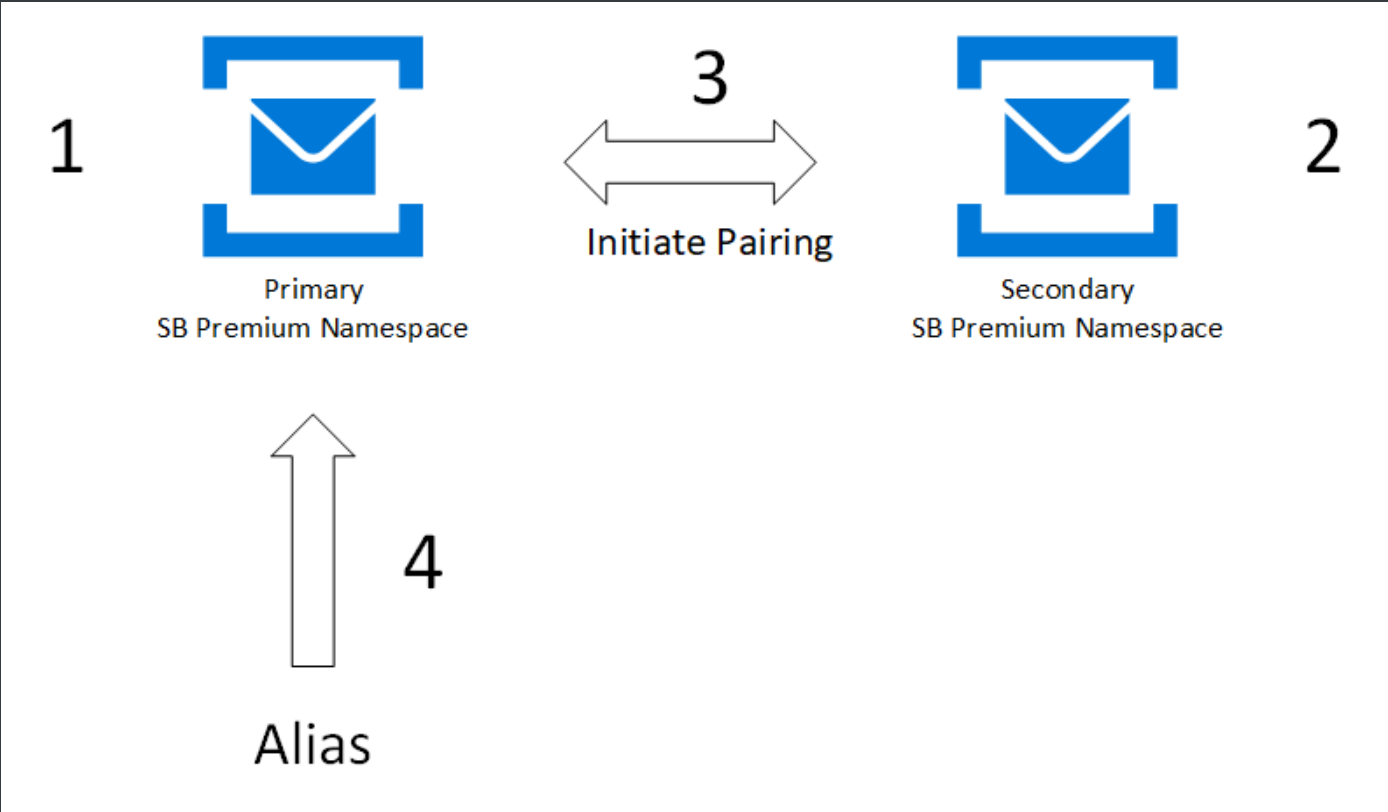 1
3
2
Initiate Pairing
Primary
SB Premium Namespace
Secondary
SB Premium Namespace
4
Alias